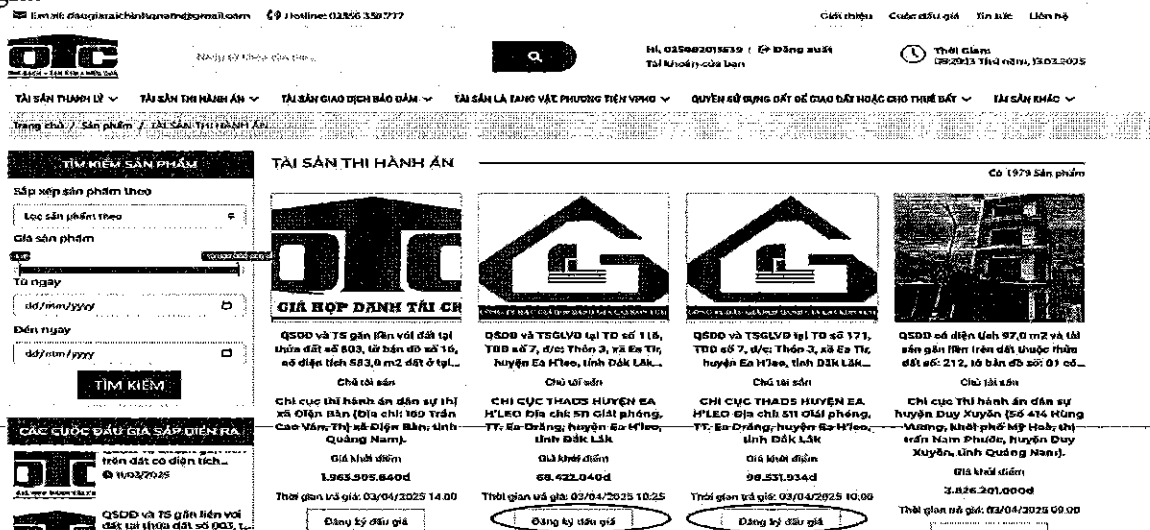 Email: daugiataichinhqnam@gmail.com
Hotline: 02356 359 777
Giới thiệu Cuộc đấu giá Tin tức Liên hệ
OTC
Hi, 025082015639 / Đăng xuất
Tài khoản của bạn
Thời Gian:
Thứ năm, 13.03.2025
TÀI SẢN THANH LÝ
TÀI SẢN THI HÀNH ÁN
TÀI SẢN GIAO DỊCH BẢO ĐẢM
TÀI SẢN LÀ TANG VẬT PHƯƠNG TIỆN VPHC
QUYỀN SỬ DỤNG ĐẤT ĐỂ GIAO ĐẤT HOẶC CHO THUÊ ĐẤT
TÀI SẢN KHÁC
Trang chủ / Sản phẩm / TÀI SẢN THI HÀNH ÁN
TÌM KIẾM SẢN PHẨM
Sắp xếp sản phẩm theo
Lọc sản phẩm theo
Giá sản phẩm
Từ ngày
dd/mm/yyyy
Đến ngày
dd/mm/yyyy
TÌM KIẾM
CÁC CUỘC ĐẤU GIÁ SẮP DIỄN RA
trên đất có diện tích...
11/03/2025
QSDĐ và TS gắn liền với
đất tại thửa đất số 803, t...
TÀI SẢN THI HÀNH ÁN
Có 1979 Sản phẩm
OTC
GIÁ HỢP DANH TÀI CH
QSDĐ và TS gắn liền với đất tại
thửa đất số 803, tờ bản đồ số 16,
có diện tích 583,0 m2 đất ở tại...
Chủ tài sản
Chi cục thi hành án dân sự thị
xã Điện Bàn (Địa chỉ: 169 Trần
Cao Vân, Thị xã Điện Bàn, tỉnh
Quảng Nam).
Giá khởi điểm
1.963.505.640đ
Thời gian trả giá: 03/04/2025 14:00
Đăng ký đấu giá
QSDĐ và TSGLVĐ tại TĐ số 116,
TBĐ số 7, đ/c: Thôn 3, xã Ea Tir,
huyện Ea H'leo, tỉnh Đắk Lắk...
Chủ tài sản
CHI CỤC THADS HUYỆN EA
H'LEO Địa chỉ: 511 Giải phóng,
TT. Ea Drăng, huyện Ea H'leo,
tỉnh Đắk Lắk
Giá khởi điểm
68.422.040đ
Thời gian trả giá: 03/04/2025 10:25
Đăng ký đấu giá
QSDĐ và TSGLVĐ tại TĐ số 171,
TBĐ số 7, đ/c: Thôn 3, xã Ea Tir,
huyện Ea H'leo, tỉnh Đắk Lắk...
Chủ tài sản
CHI CỤC THADS HUYỆN EA
H'LEO Địa chỉ: 511 Giải phóng,
TT. Ea Drăng, huyện Ea H'leo,
tỉnh Đắk Lắk
Giá khởi điểm
98.531.934đ
Thời gian trả giá: 03/04/2025 10:00
Đăng ký đấu giá
QSDĐ có diện tích 97,0 m2 và tài
sản gắn liền trên đất thuộc thửa
đất số: 212, tờ bản đồ số: 01 có...
Chủ tài sản
Chi cục Thi hành án dân sự
huyện Duy Xuyên (Số 414 Hùng
Vương, khối phố Mỹ Hoà, thị
trấn Nam Phước, huyện Duy
Xuyên, tỉnh Quảng Nam).
Giá khởi điểm
3.826.201.000đ
Thời gian trả giá: 03/04/2025 09:00